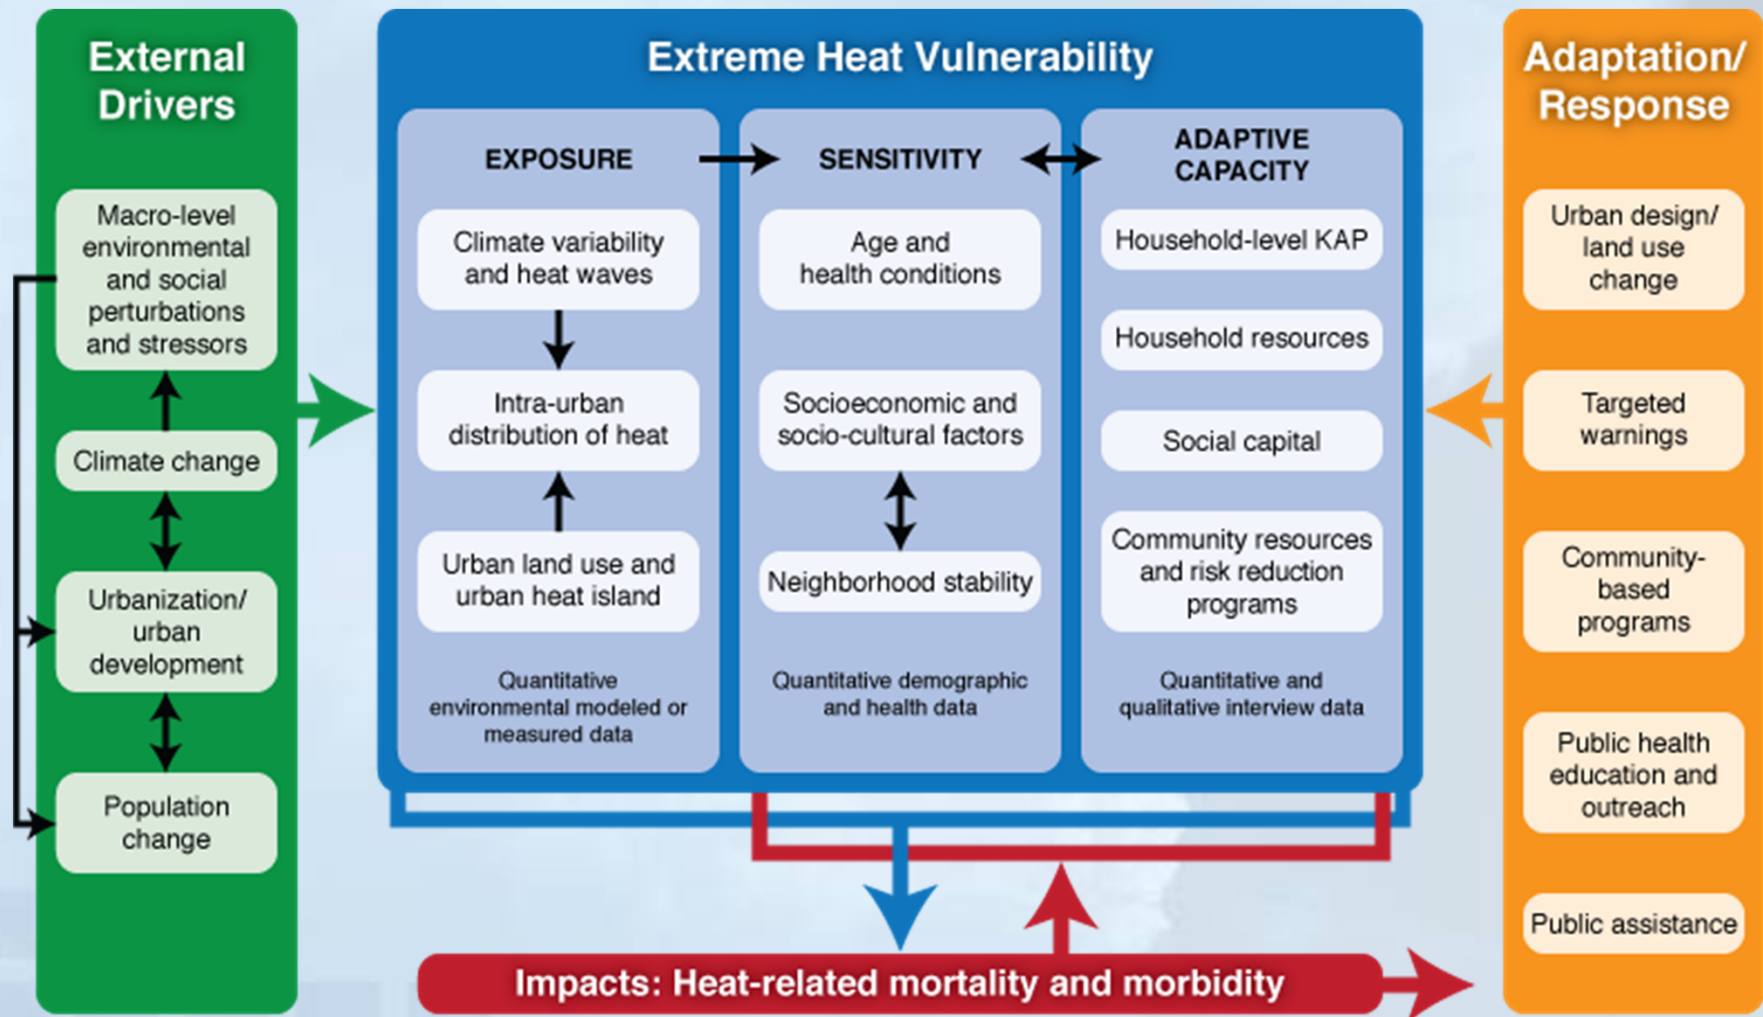 External
Drivers
Macro-level
environmental
and social
perturbations
and stressors
Climate change
Urbanization/
urban
development
Population
change
Extreme Heat Vulnerability
EXPOSURE
Climate variability
and heat waves
Intra-urban
distribution of heat
Urban land use and
urban heat island
Quantitative
environmental modeled or
measured data
SENSITIVITY
Age and
health conditions
Socioeconomic and
socio-cultural factors
Neighborhood stability
Quantitative demographic
and health data
ADAPTIVE
CAPACITY
Household-level KAP
Household resources
Social capital
Community resources
and risk reduction
programs
Quantitative and
qualitative interview data
Impacts: Heat-related mortality and morbidity
Adaptation/
Response
Urban design/
land use
change
Targeted
warnings
Community-
based
programs
Public health
education and
outreach
Public assistance